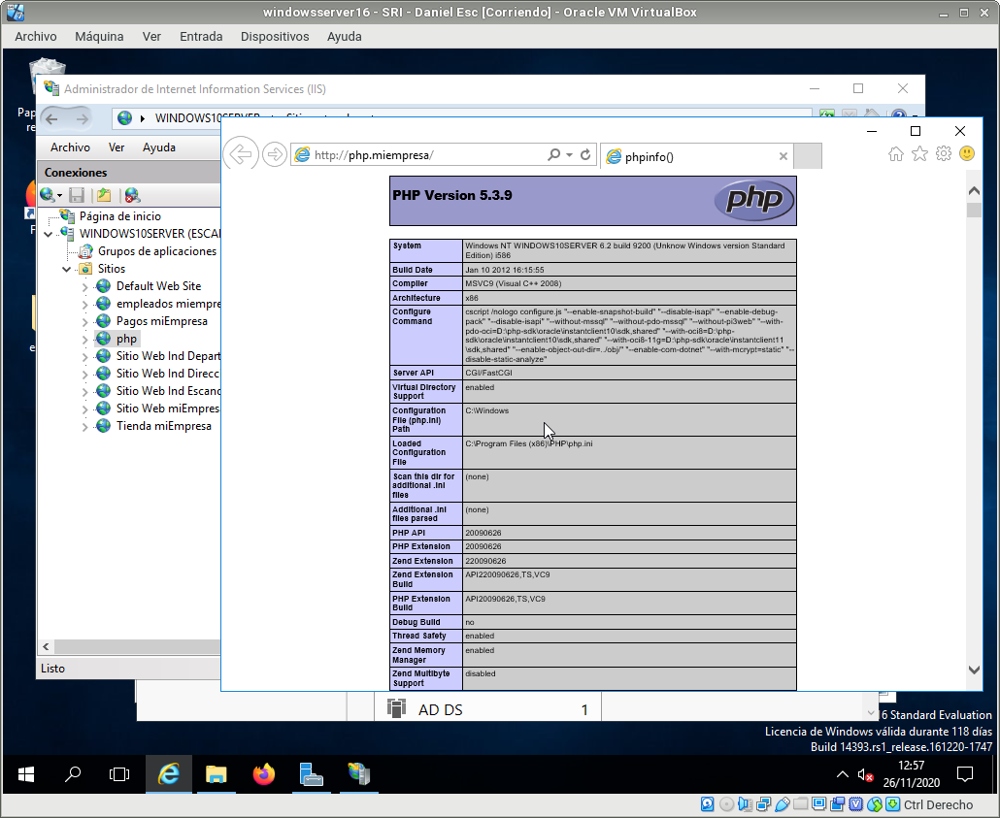 windowsserver16 - SRI - Daniel Esc [Corriendo] - Oracle VM VirtualBox
Archivo Máquina Ver Entrada Dispositivos Ayuda
Administrador de Internet Information Services (IIS)
Archivo Ver Ayuda
Conexiones
Página de inicio
WINDOWS10SERVER (ESCAI
Grupos de aplicaciones
Sitios
Default Web Site
empleados miempre
Pagos miEmpresa
php
Sitio Web Ind Depart
Sitio Web Ind Direcc
Sitio Web Ind Escanc
Sitio Web miEmpres
Tienda miEmpresa
Listo
http://php.miempresa/
phpinfo()
PHP Version 5.3.9
php
System
Windows NT WINDOWS10SERVER 6.2 build 9200 (Unknow Windows version Standard
Edition) i586
Build Date Jan 10 2012 16:15:55
Compiler MSVC9 (Visual C++ 2008)
Architecture x86
Configure
Command
cscript /nologo configure.js "--enable-snapshot-build" "--disable-isapi" "--enable-debug-
pack" "--disable-isapi" "--without-mssql" "--without-pdo-mssql" "--without-pi3web" "--with-
pdo-oci=D:\php-sdk\oracle\instantclient10\sdk,shared" "--with-oci8=D:\php-
sdk\oracle\instantclient10\sdk,shared" "--with-oci8-11g=D:\php-sdk\oracle\instantclient11
\sdk,shared" "--enable-object-out-dir=../obj/" "--enable-com-dotnet" "--with-mcrypt=static" "--
disable-static-analyze"
Server API CGI/FastCGI
Virtual Directory
Support
enabled
Configuration
File (php.ini)
Path
C:\Windows
Loaded
Configuration
File
C:\Program Files (x86)\PHP\php.ini
Scan this dir for
additional .ini
files
(none)
Additional .ini
files parsed
(none)
PHP API 20090626
PHP Extension 20090626
Zend Extension 220090626
Zend Extension
Build
API220090626,TS,VC9
PHP Extension
Build
API20090626,TS,VC9
Debug Build no
Thread Safety enabled
Zend Memory
Manager
enabled
Zend Multibyte
Support
disabled
AD DS 1
16 Standard Evaluation
Licencia de Windows válida durante 118 días
Build 14393.rs1_release.161220-1747
12:57
26/11/2020
Ctrl Derecho